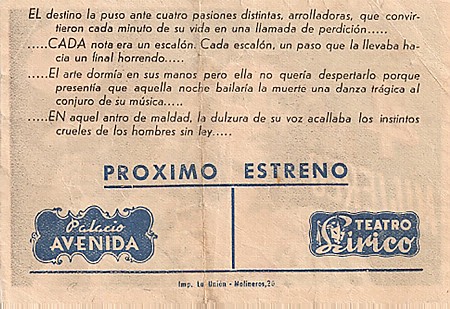 EL destino la puso ante cuatro pasiones distintas, arrolladoras, que convir-
tieron cada minuto de su vida en una llamada de perdición.....
.....CADA nota era un escalón. Cada escalón, un paso que la llevaba ha-
cia un final horrendo.....
.....El arte dormía en sus manos pero ella no quería despertarlo porque
presentía que aquella noche bailaría la muerte una danza trágica al
conjuro de su música.....
.....EN aquel antro de maldad, la dulzura de su voz acallaba los instintos
crueles de los hombres sin ley.....
PROXIMO ESTRENO
Palacio
AVENIDA
TEATRO
Lírico
Imp. La Unión - Molineros, 20